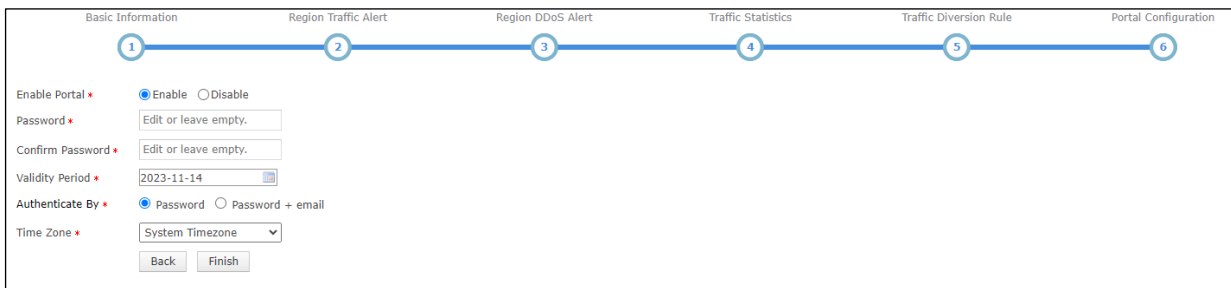 Basic Information Region Traffic Alert Region DDoS Alert Traffic Statistics Traffic Diversion Rule Portal Configuration
1 2 3 4 5 6
Enable Portal * Enable Disable
Password * Edit or leave empty.
Confirm Password * Edit or leave empty.
Validity Period * 2023-11-14
Authenticate By * Password Password + email
Time Zone * System Timezone
Back Finish